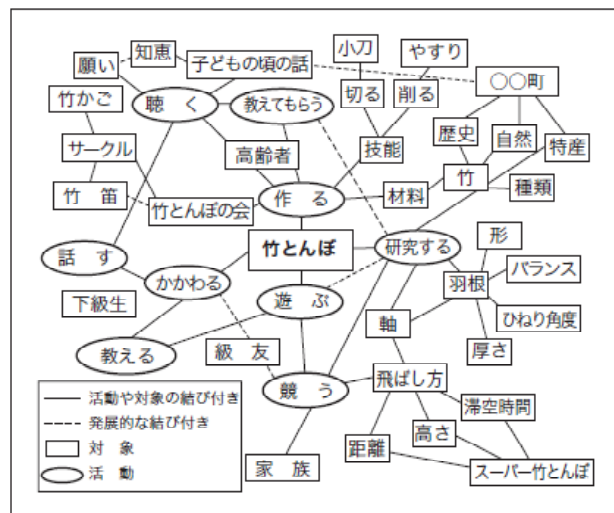 小刀
やすり
知恵
願い
子どもの頃の話
○○町
竹かご
聴く
教えてもらう
切る
削る
歴史
自然
特産
サークル
高齢者
技能
竹
種類
竹笛
竹とんぼの会
作る
材料
形
竹とんぼ
研究する
バランス
話す
かかわる
羽根
下級生
遊ぶ
ひねり角度
軸
教える
級友
厚さ
競う
飛ばし方
滞空時間
高さ
距離
家族
スーパー竹とんぼ
活動や対象の結び付き
発展的な結び付き
対象
活動